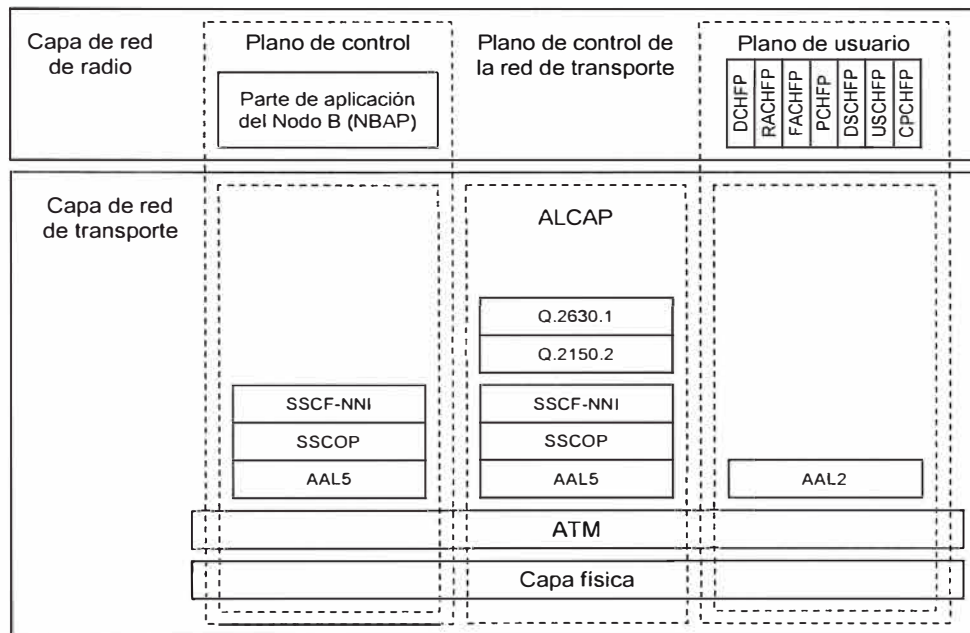 Capa de red
de radio
Plano de control
Parte de aplicación
del Nodo B (NBAP)
Plano de control de
la red de transporte
Plano de usuario
DCHFP
RACHFP
FACHFP
PCHFP
DSCHFP
USCHFP
CPCHFP
Capa de red
de transporte
ALCAP
Q.2630.1
Q.2150.2
SSCF-NNI
SSCOP
AAL5
SSCF-NNI
SSCOP
AAL5
AAL2
ATM
Capa física